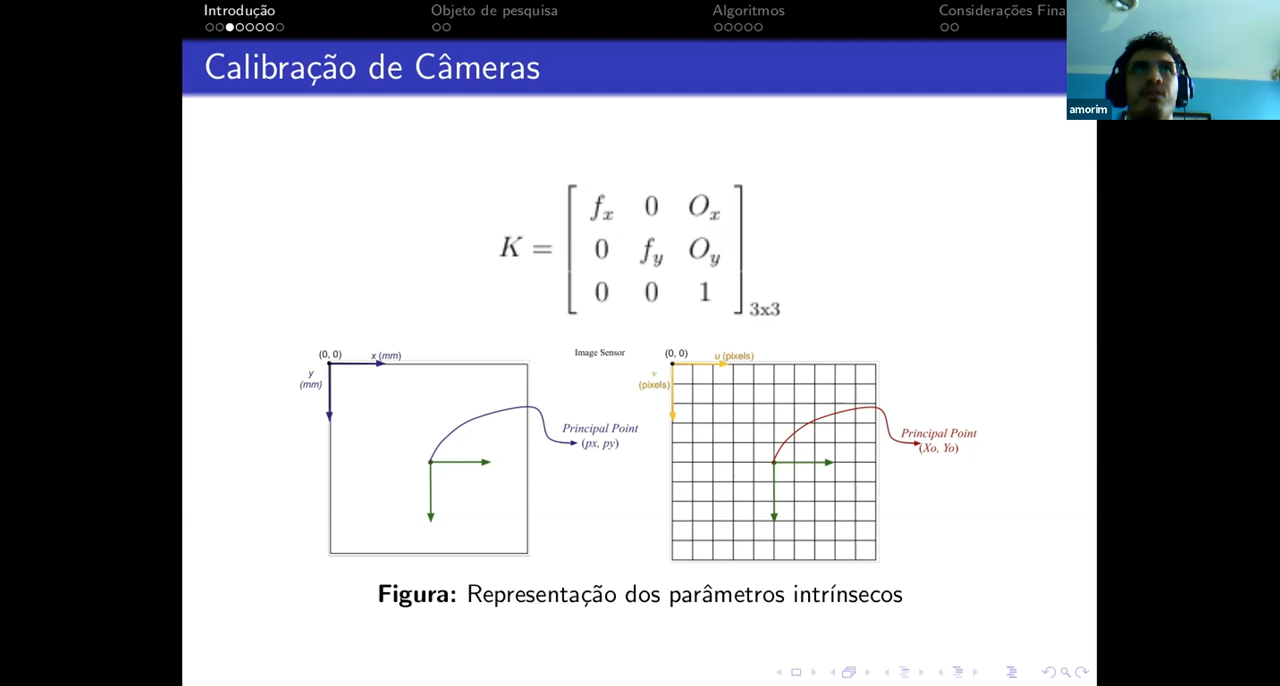 Introdução Objeto de pesquisa Algoritmos Considerações Fina
amorim
Calibração de Câmeras
K =
f_x 0 O_x
0 f_y O_y
0 0 1
3x3
(0, 0) x (mm)
y
(mm)
Principal Point
(px, py)
Image Sensor
(0, 0) u (pixels)
v
(pixels)
Principal Point
(Xo, Yo)
Figura: Representação dos parâmetros intrínsecos